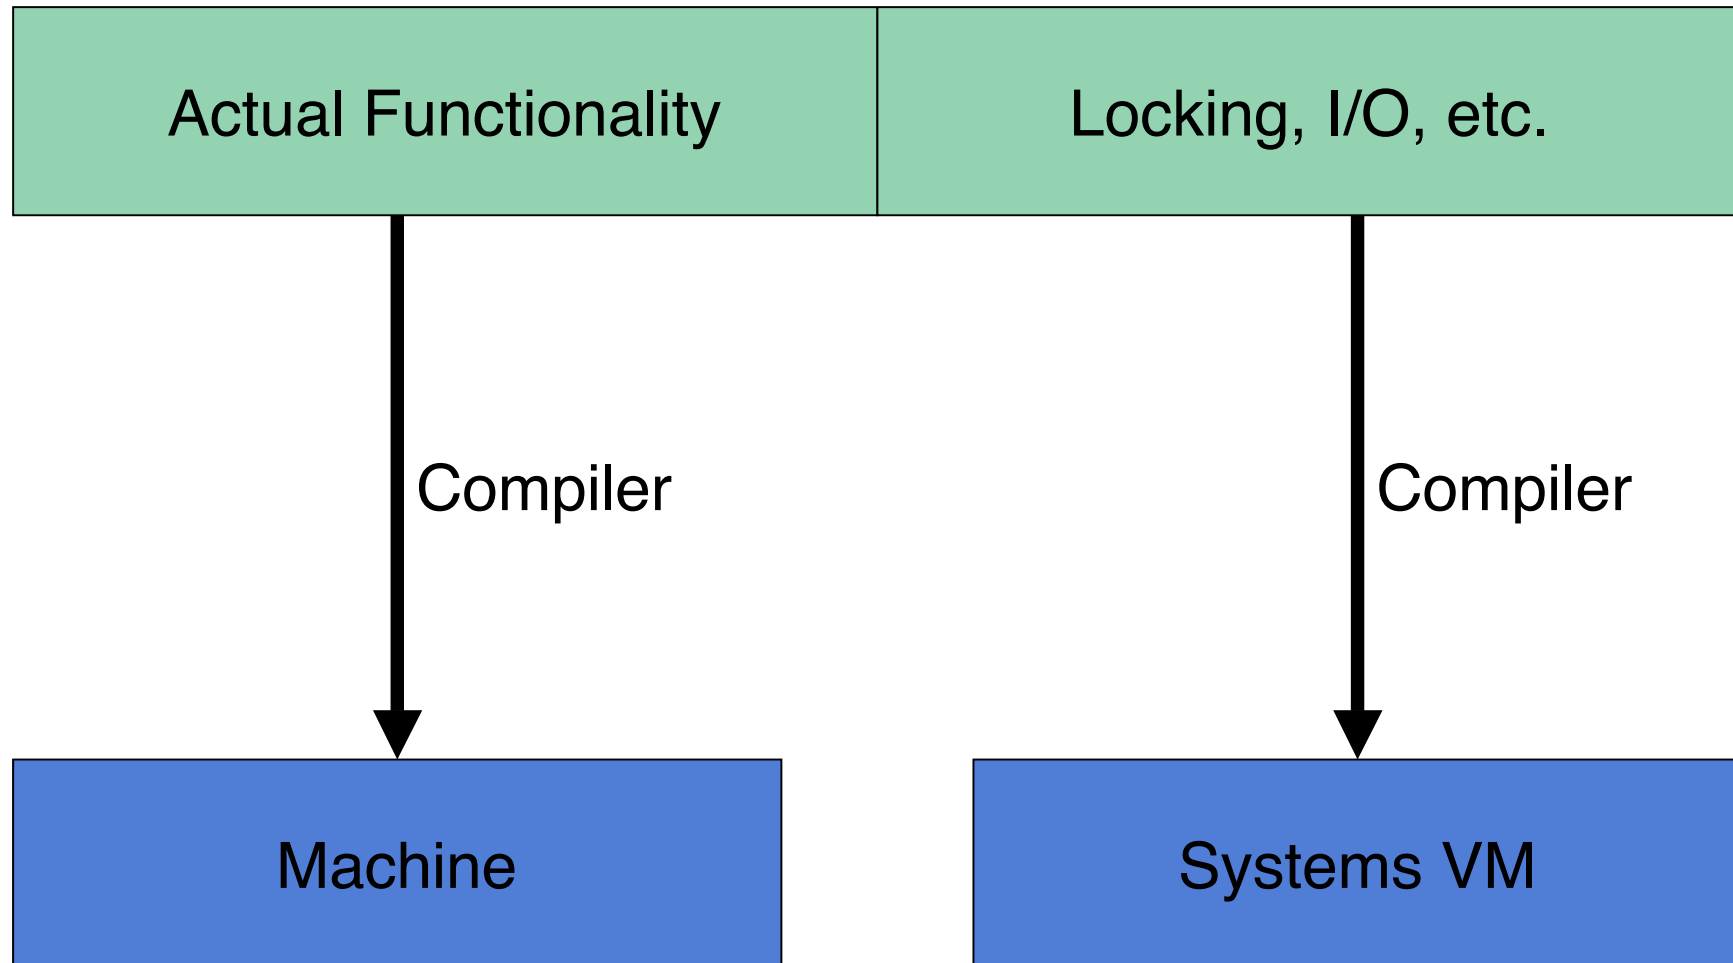 Actual Functionality
Locking, I/O, etc.
Compiler
Compiler
Machine
Systems VM